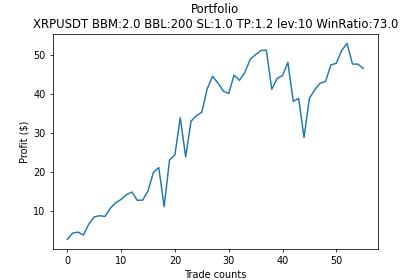 Portfolio
XRPUSDT BBM:2.0 BBL:200 SL:1.0 TP:1.2 lev:10 WinRatio:73.0
Profit ($)
50
40
30
20
10
0
10
20
30
40
50
Trade counts